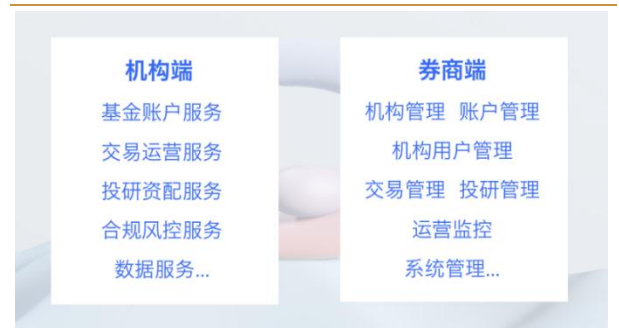 机构端
基金账户服务
交易运营服务
投研资配服务
合规风控服务
数据服务...
券商端
机构管理 账户管理
机构用户管理
交易管理 投研管理
运营监控
系统管理...